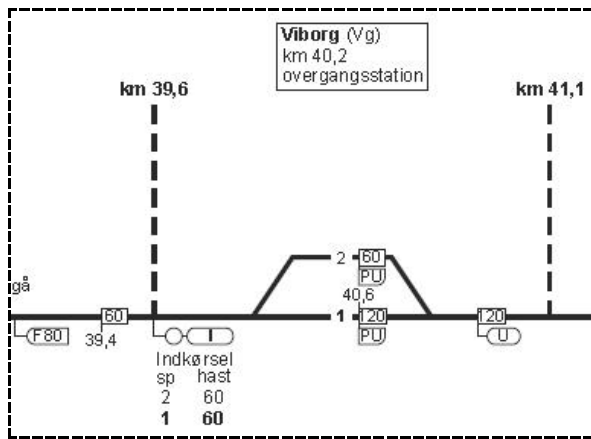 Viborg (Vg)
km 40,2
overgangsstation
km 39,6
km 41,1
2 60
PU
gå
40,6
60
1 120
PU
120
F80
39,4
I
U
Indkørsel
sp hast
2 60
1 60